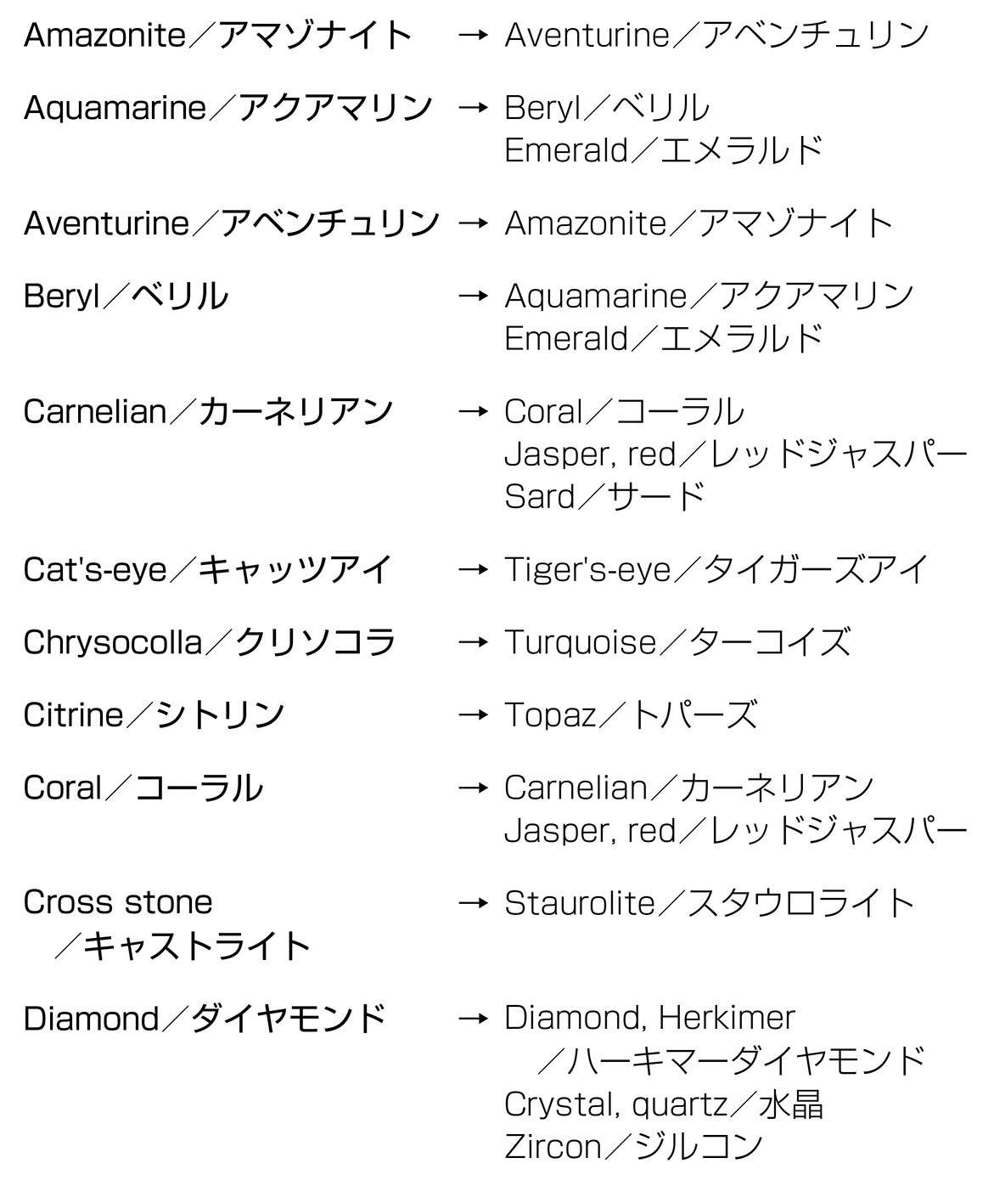 Amazonite／アマゾナイト → Aventurine／アベンチュリン
Aquamarine／アクアマリン → Beryl／ベリル
Emerald／エメラルド
Aventurine／アベンチュリン → Amazonite／アマゾナイト
Beryl／ベリル → Aquamarine／アクアマリン
Emerald／エメラルド
Carnelian／カーネリアン → Coral／コーラル
Jasper, red／レッドジャスパー
Sard／サード
Cat's-eye／キャッツアイ → Tiger's-eye／タイガーズアイ
Chrysocolla／クリソコラ → Turquoise／ターコイズ
Citrine／シトリン → Topaz／トパーズ
Coral／コーラル → Carnelian／カーネリアン
Jasper, red／レッドジャスパー
Cross stone → Staurolite／スタウロライト
／キャストライト
Diamond／ダイヤモンド → Diamond, Herkimer
／ハーキマーダイヤモンド
Crystal, quartz／水晶
Zircon／ジルコン